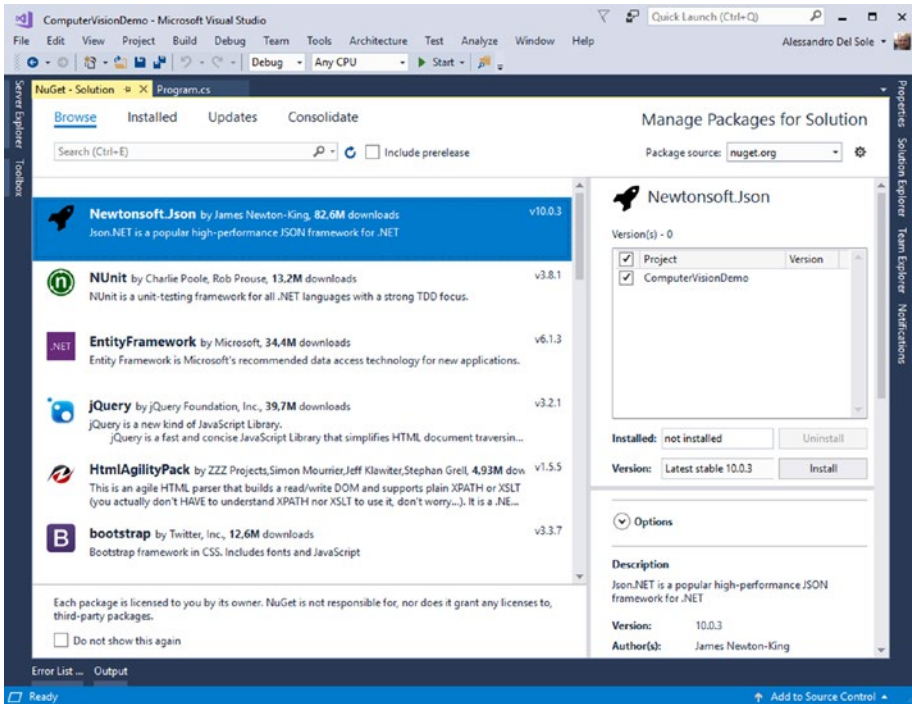 ComputerVisionDemo - Microsoft Visual Studio
Quick Launch (Ctrl+Q)
File Edit View Project Build Debug Team Tools Architecture Test Analyze Window Help
Alessandro Del Sole
Debug Any CPU Start
Server Explorer
Toolbox
NuGet - Solution Program.cs
Browse Installed Updates Consolidate
Manage Packages for Solution
Search (Ctrl+E)
Include prerelease
Package source: nuget.org
Newtonsoft.Json by James Newton-King, 82,6M downloads v10.0.3
Json.NET is a popular high-performance JSON framework for .NET
n
NUnit by Charlie Poole, Rob Prouse, 13,2M downloads v3.8.1
NUnit is a unit-testing framework for all .NET languages with a strong TDD focus.
.NET
EntityFramework by Microsoft, 34,4M downloads v6.1.3
Entity Framework is Microsoft's recommended data access technology for new applications.
jQuery by jQuery Foundation, Inc., 39,7M downloads v3.2.1
jQuery is a new kind of JavaScript Library.
jQuery is a fast and concise JavaScript Library that simplifies HTML document traversin...
HtmlAgilityPack by ZZZ Projects,Simon Mourrier,Jeff Klawiter,Stephan Grell, 4,93M dow v1.5.5
This is an agile HTML parser that builds a read/write DOM and supports plain XPATH or XSLT
(you actually don't HAVE to understand XPATH nor XSLT to use it, don't worry...). It is a .NE...
B
bootstrap by Twitter, Inc., 12,6M downloads v3.3.7
Bootstrap framework in CSS. Includes fonts and JavaScript
Each package is licensed to you by its owner. NuGet is not responsible for, nor does it grant any licenses to,
third-party packages.
Do not show this again
Newtonsoft.Json
Version(s) - 0
Project Version
ComputerVisionDemo
Installed: not installed Uninstall
Version: Latest stable 10.0.3 Install
Options
Description
Json.NET is a popular high-performance JSON
framework for .NET
Version: 10.0.3
Author(s): James Newton-King
Properties
Solution Explorer
Team Explorer
Notifications
Error List ... Output
Ready
Add to Source Control